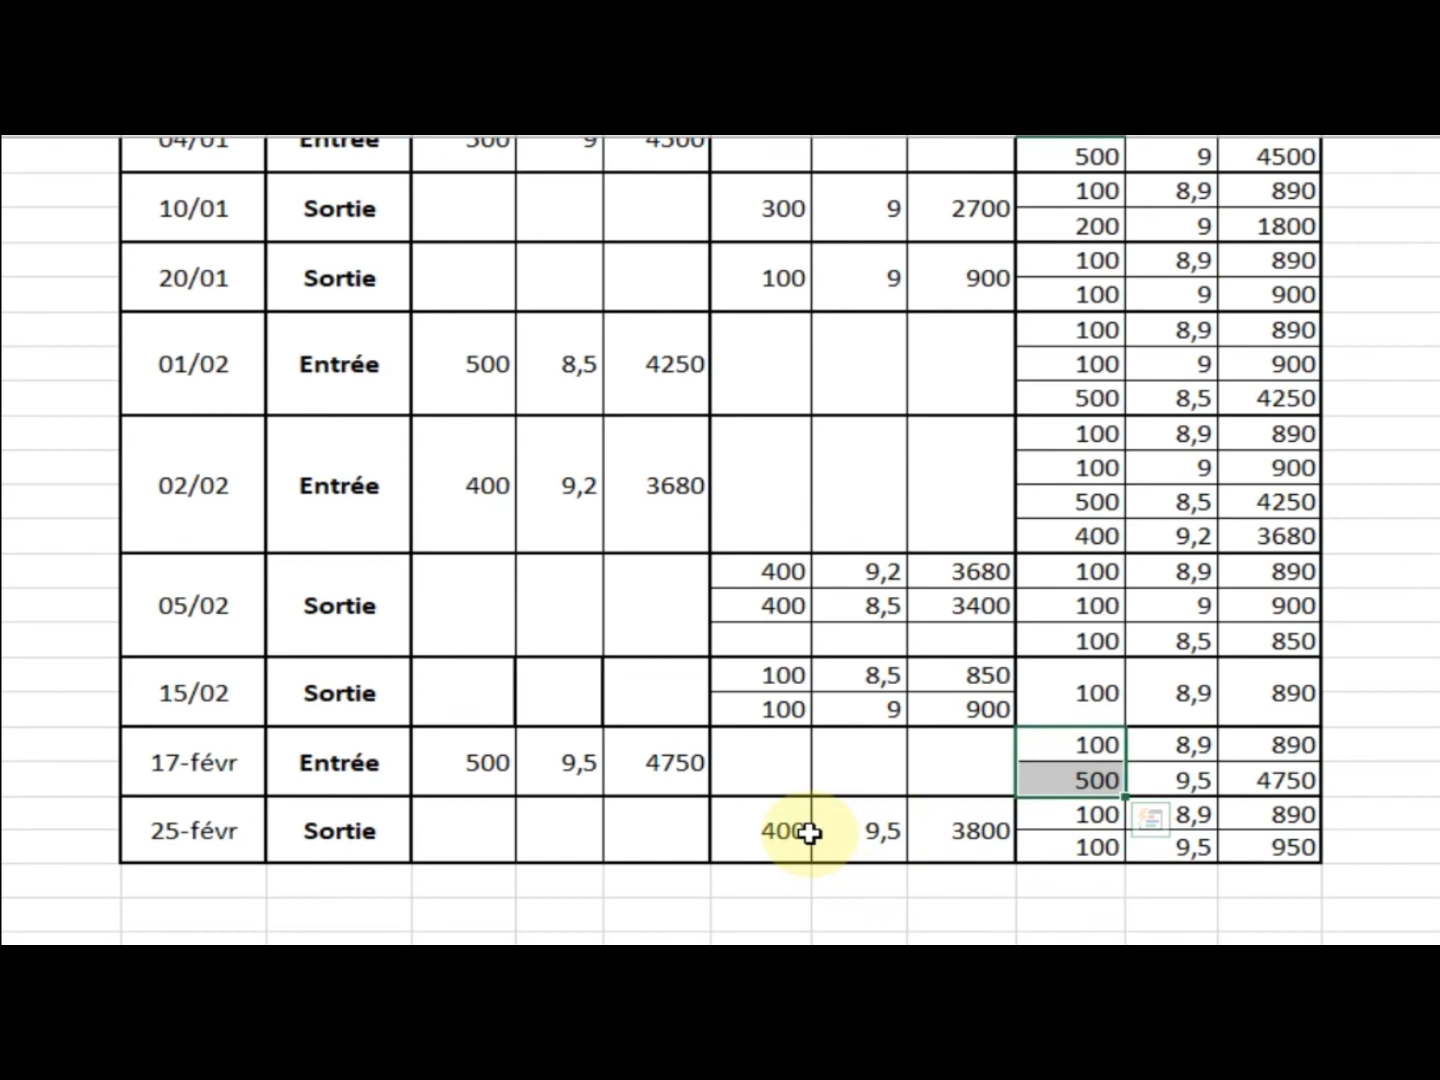 04/01 Entrée 500 9 4500
500 9 4500
10/01 Sortie 300 9 2700 100 8,9 890
200 9 1800
20/01 Sortie 100 9 900 100 8,9 890
100 9 900
01/02 Entrée 500 8,5 4250 100 8,9 890
100 9 900
500 8,5 4250
02/02 Entrée 400 9,2 3680 100 8,9 890
100 9 900
500 8,5 4250
400 9,2 3680
05/02 Sortie 400 9,2 3680 100 8,9 890
400 8,5 3400 100 9 900
100 8,5 850
15/02 Sortie 100 8,5 850 100 8,9 890
100 9 900
17-févr Entrée 500 9,5 4750 100 8,9 890
500 9,5 4750
25-févr Sortie 400 9,5 3800 100 8,9 890
100 9,5 950